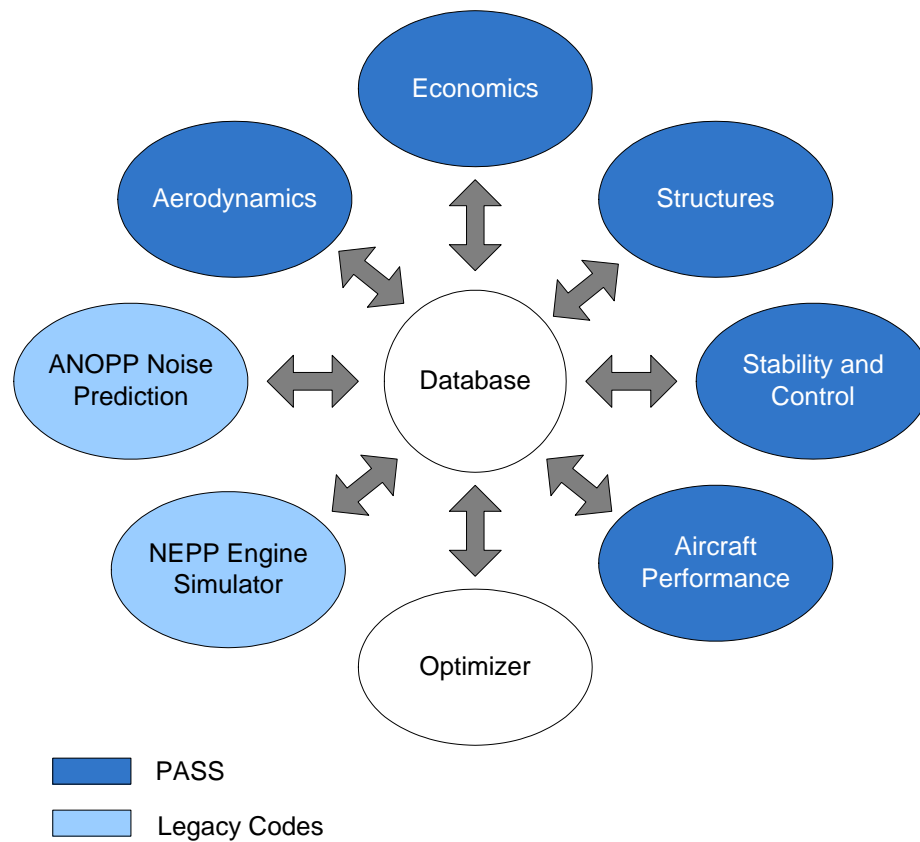 Economics
Aerodynamics
Structures
ANOPP Noise
Prediction
Database
Stability and
Control
NEPP Engine
Simulator
Aircraft
Performance
Optimizer
PASS
Legacy Codes